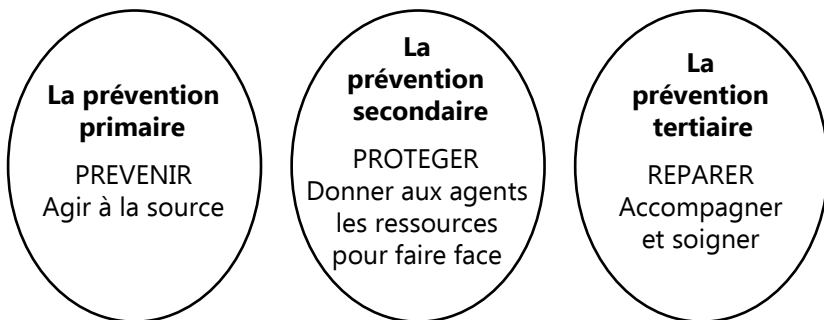 La prévention
primaire
PREVENIR
Agir à la source
La
prévention
secondaire
PROTEGER
Donner aux agents
les ressources
pour faire face
La
prévention
tertiaire
REPARER
Accompagner
et soigner